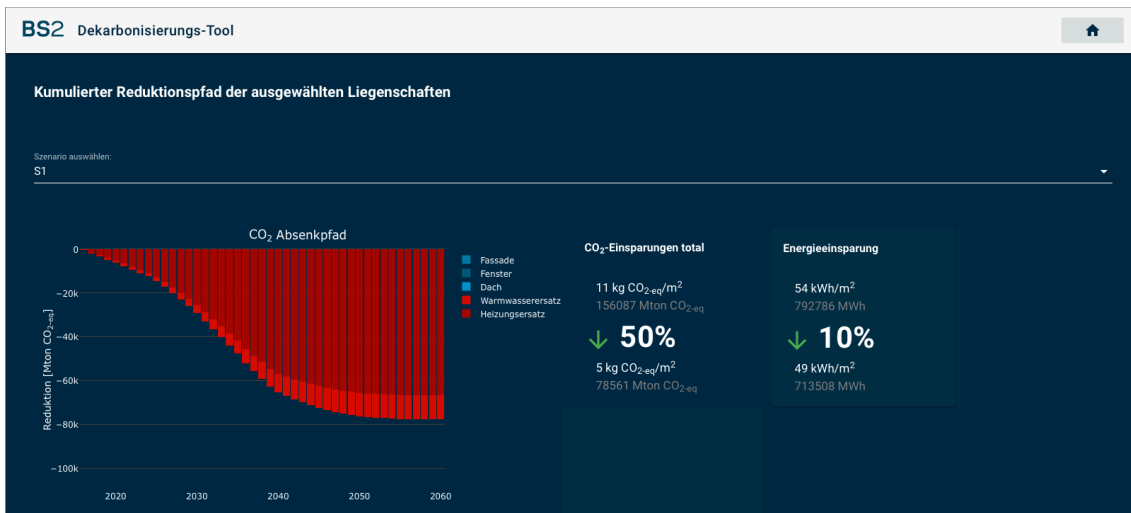 BS2 Dekarbonisierungs-Tool
Kumulierter Reduktionspfad der ausgewählten Liegenschaften
Szenario auswählen:
S1
CO2 Absenkpfad
0
−20k
−40k
−60k
−80k
−100k
Reduktion [Mton CO2-eq]
2020 2030 2040 2050 2060
Fassade
Fenster
Dach
Warmwasserersatz
Heizungsersatz
CO2-Einsparungen total
11 kg CO2-eq/m2
156087 Mton CO2-eq
50%
5 kg CO2-eq/m2
78561 Mton CO2-eq
Energieeinsparung
54 kWh/m2
792786 MWh
10%
49 kWh/m2
713508 MWh